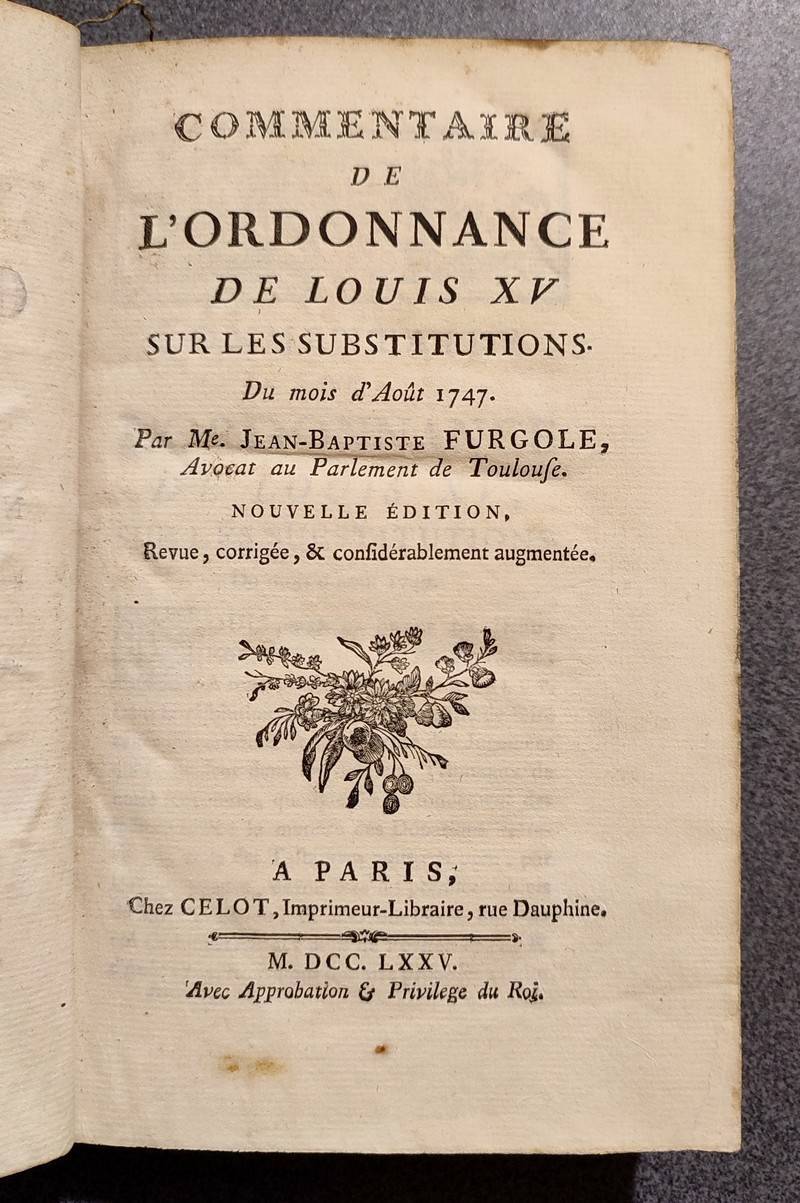 COMMENTAIRE
DE
L'ORDONNANCE
DE LOUIS XV
SUR LES SUBSTITUTIONS.
Du mois d'Août 1747.
Par Me. JEAN-BAPTISTE FURGOLE,
Avocat au Parlement de Toulouſe.
NOUVELLE ÉDITION,
Revue, corrigée, & conſidérablement augmentée.
A PARIS,
Chez CELOT, Imprimeur-Libraire, rue Dauphine.
M. DCC. LXXV.
Avec Approbation & Privilege du Roi.